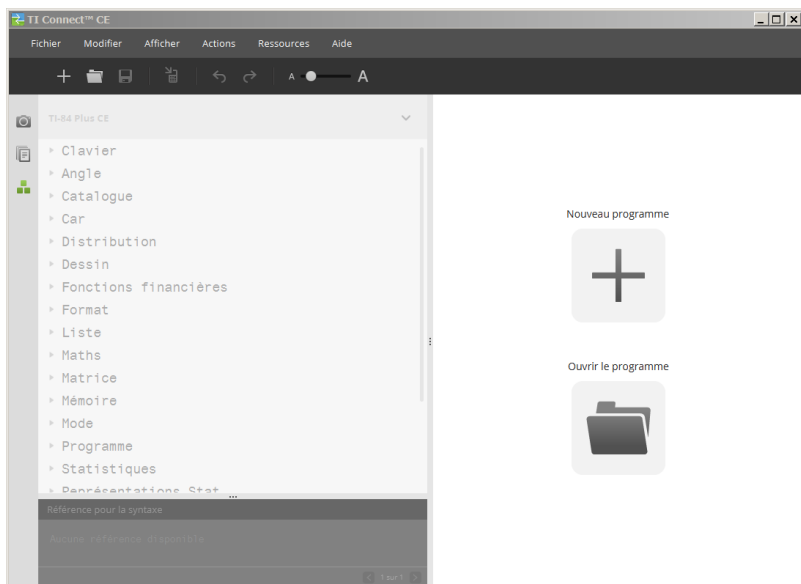 TI Connect™ CE
Fichier Modifier Afficher Actions Ressources Aide
A A
TI-84 Plus CE
Clavier
Angle
Catalogue
Car
Distribution
Dessin
Fonctions financières
Format
Liste
Maths
Matrice
Mémoire
Mode
Programme
Statistiques
Représentations Stat
Référence pour la syntaxe
Aucune référence disponible
< 1 sur 1 >
Nouveau programme
Ouvrir le programme